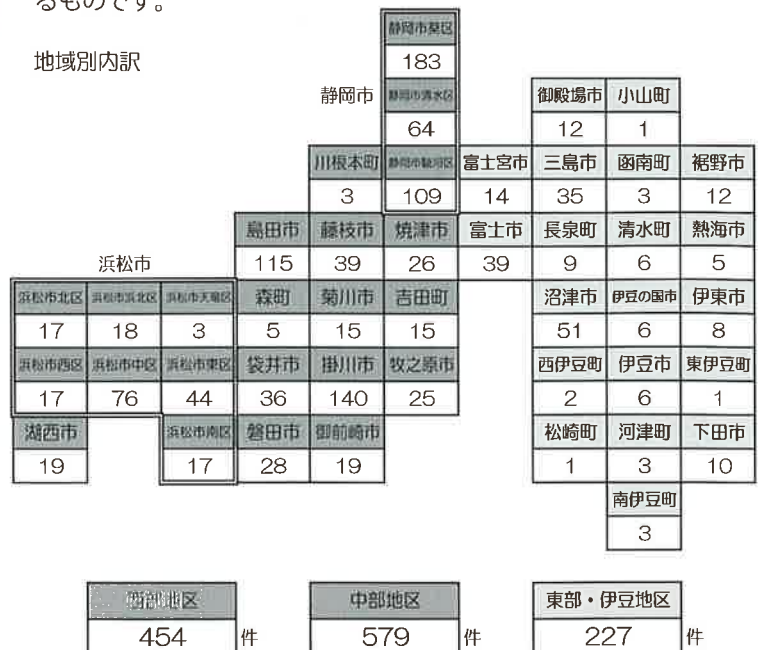 るものです。
地域別内訳
静岡市葵区
183
静岡市 静岡市清水区 御殿場市 小山町
64 12 1
川根本町 静岡市駿河区 富士宮市 三島市 函南町 裾野市
3 109 14 35 3 12
島田市 藤枝市 焼津市 富士市 長泉町 清水町 熱海市
浜松市 115 39 26 39 9 6 5
浜松市北区 浜松市浜北区 浜松市天竜区 森町 菊川市 吉田町 沼津市 伊豆の国市 伊東市
17 18 3 5 15 15 51 6 8
浜松市西区 浜松市中区 浜松市東区 袋井市 掛川市 牧之原市 西伊豆町 伊豆市 東伊豆町
17 76 44 36 140 25 2 6 1
湖西市 浜松市南区 磐田市 御前崎市 松崎町 河津町 下田市
19 17 28 19 1 3 10
南伊豆町
3
西部地区 中部地区 東部・伊豆地区
454 件 579 件 227 件